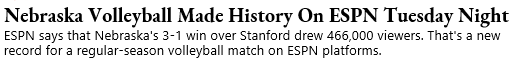 Nebraska Volleyball Made History On ESPN Tuesday Night
ESPN says that Nebraska's 3-1 win over Stanford drew 466,000 viewers. That's a new
record for a regular-season volleyball match on ESPN platforms.